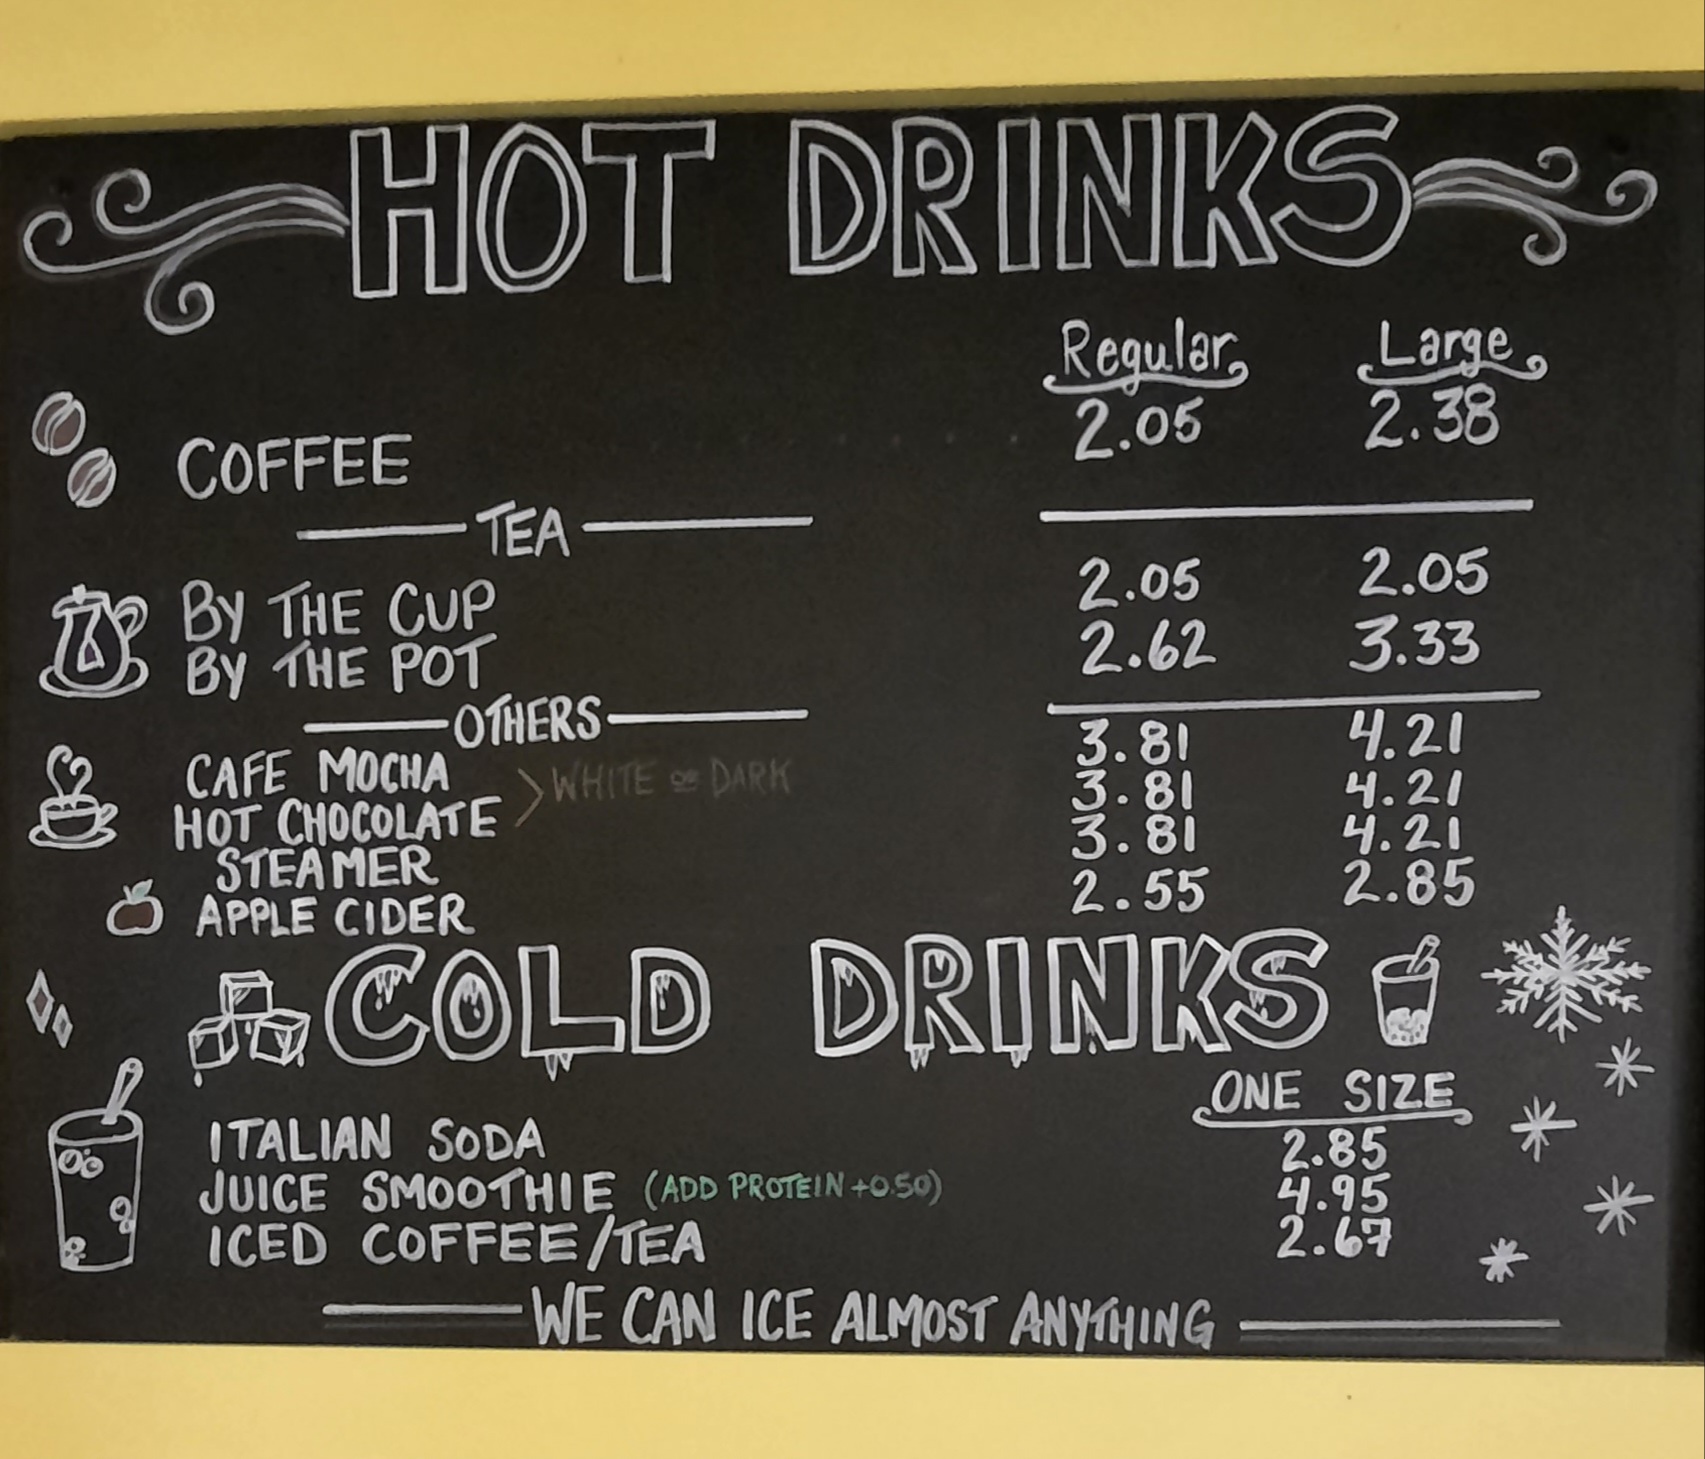 HOT DRINKS
Regular Large
COFFEE 2.05 2.38
TEA
BY THE CUP 2.05 2.05
BY THE POT 2.62 3.33
OTHERS
CAFE MOCHA 3.81 4.21
> WHITE or DARK
HOT CHOCOLATE 3.81 4.21
STEAMER 3.81 4.21
APPLE CIDER 2.55 2.85
COLD DRINKS
ONE SIZE
ITALIAN SODA 2.85
JUICE SMOOTHIE (ADD PROTEIN +0.50) 4.95
ICED COFFEE/TEA 2.67
WE CAN ICE ALMOST ANYTHING